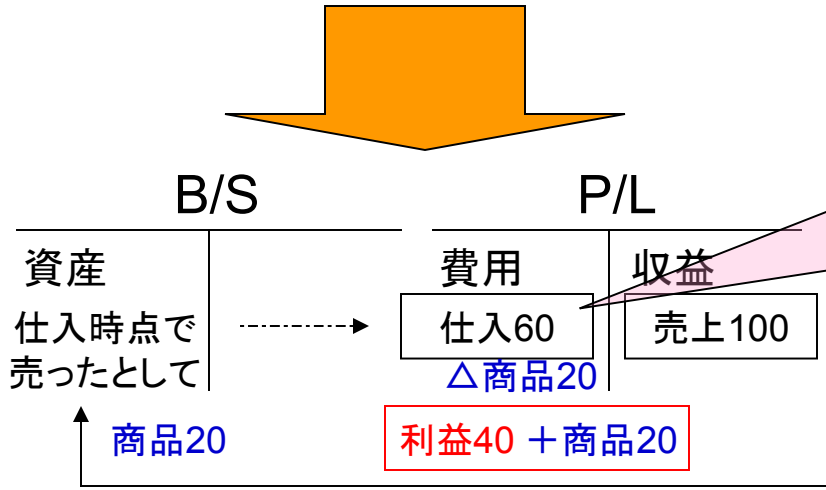 B/S
P/L
資産
費用
収益
仕入時点で
売ったとして
仕入60
売上100
△商品20
商品20
利益40 +商品20